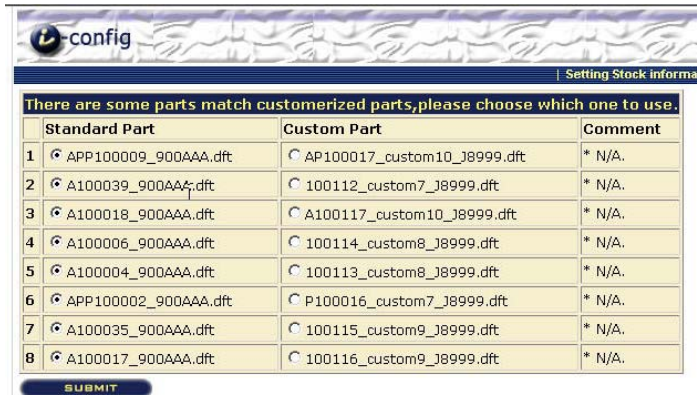 i-config
| Setting Stock informa
There are some parts match customerized parts,please choose which one to use.
Standard Part Custom Part Comment
1 APP100009_900AAA.dft AP100017_custom10_J8999.dft * N/A.
2 A100039_900AAA.dft 100112_custom7_J8999.dft * N/A.
3 A100018_900AAA.dft A100117_custom10_J8999.dft * N/A.
4 A100006_900AAA.dft 100114_custom8_J8999.dft * N/A.
5 A100004_900AAA.dft 100113_custom8_J8999.dft * N/A.
6 APP100002_900AAA.dft P100016_custom7_J8999.dft * N/A.
7 A100035_900AAA.dft 100115_custom9_J8999.dft * N/A.
8 A100017_900AAA.dft 100116_custom9_J8999.dft * N/A.
SUBMIT